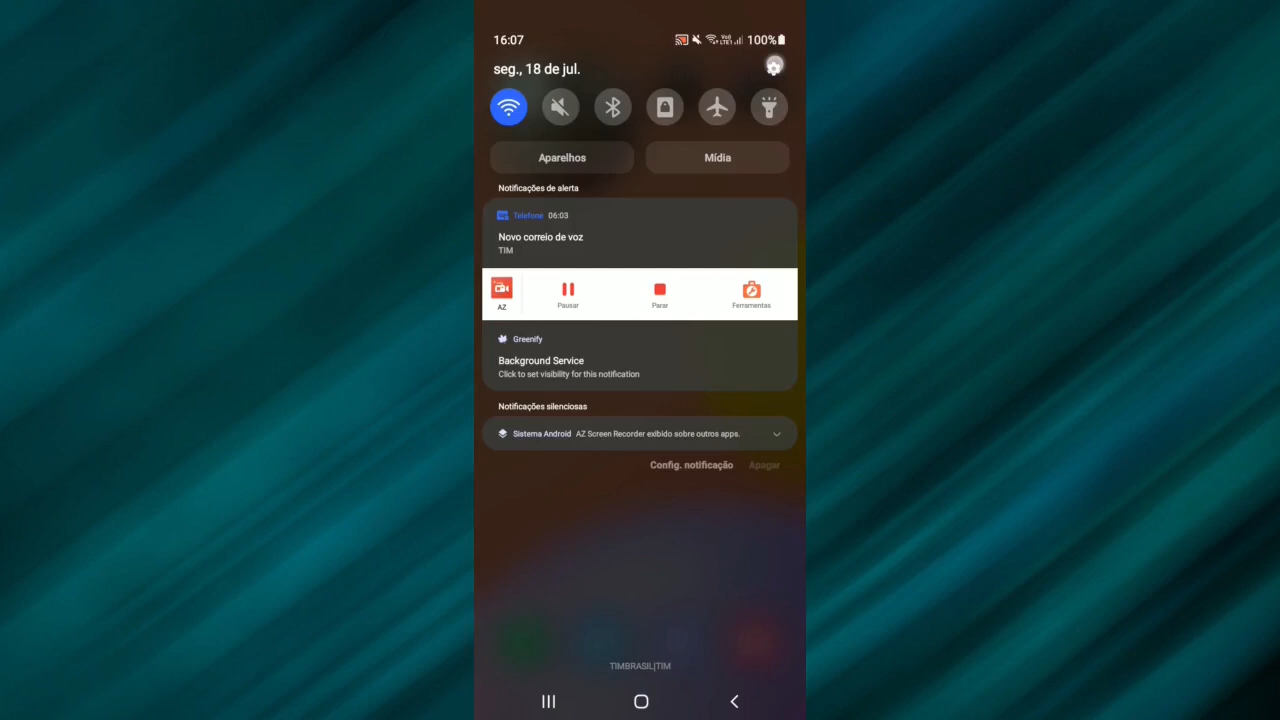 16:07
Vo)
LTE1
100%
seg., 18 de jul.
Aparelhos
Mídia
Notificações de alerta
Telefone 06:03
Novo correio de voz
TIM
AZ
Pausar
Parar
Ferramentas
Greenify
Background Service
Click to set visibility for this notification
Notificações silenciosas
Sistema Android AZ Screen Recorder exibido sobre outros apps.
Config. notificação Apagar
TIMBRASIL|TIM